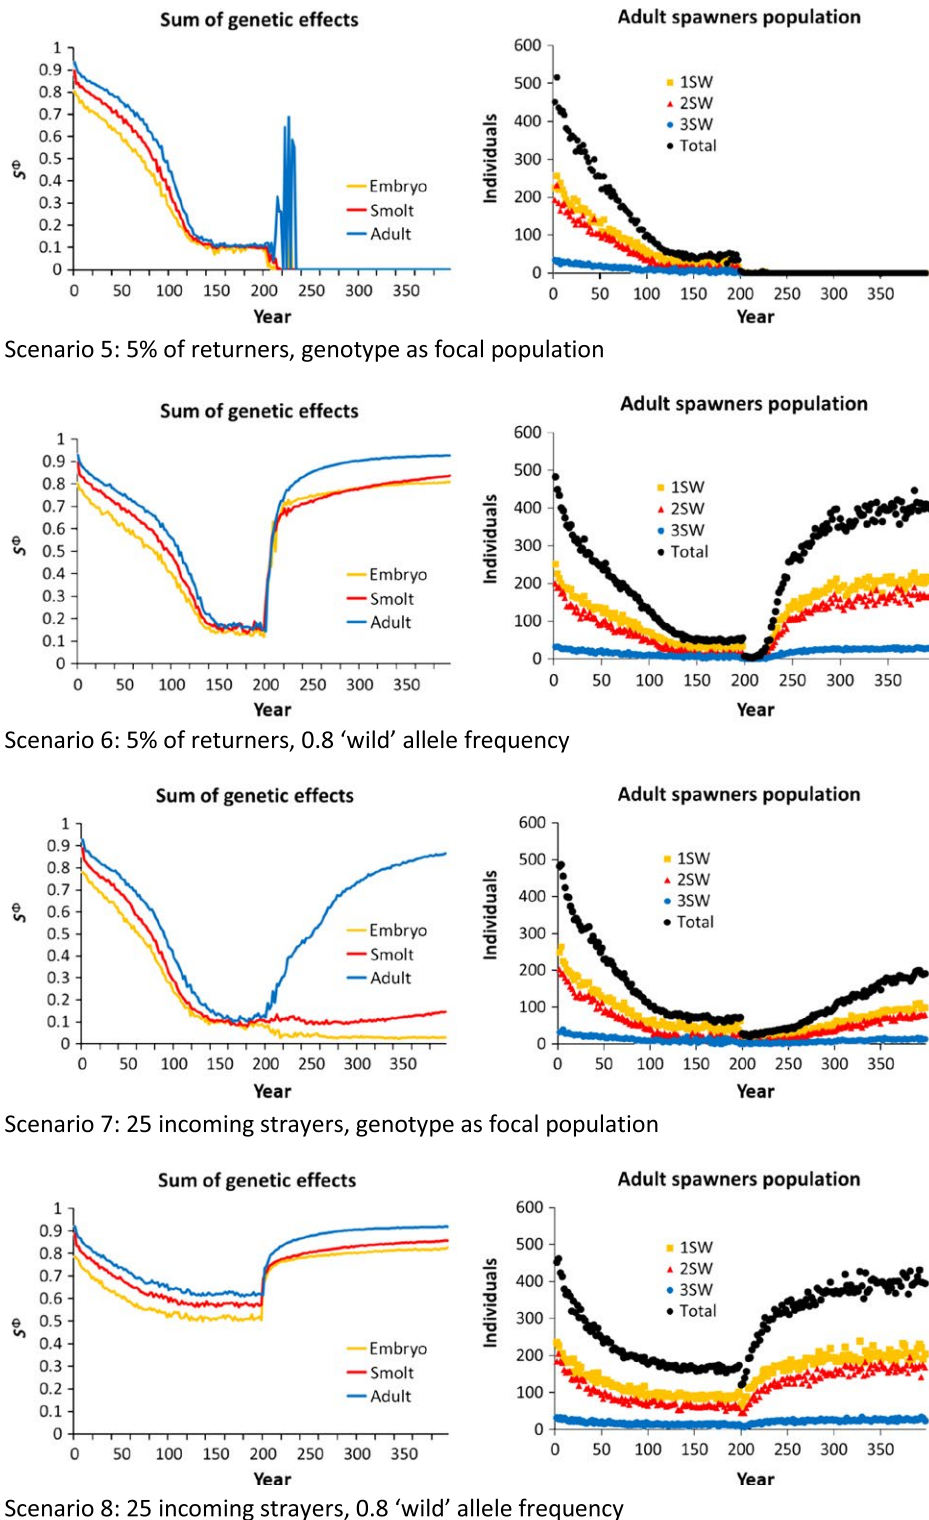 Sum of genetic effects
Adult spawners population
1
0.9
0.8
0.7
0.6
0.5
0.4
0.3
0.2
0.1
0
SΦ
Embryo
Smolt
Adult
0 50 100 150 200 250 300 350
Year
600
500
400
300
200
100
0
Individuals
1SW
2SW
3SW
Total
0 50 100 150 200 250 300 350
Year
Scenario 5: 5% of returners, genotype as focal population
Sum of genetic effects
Adult spawners population
1
0.9
0.8
0.7
0.6
0.5
0.4
0.3
0.2
0.1
0
SΦ
Embryo
Smolt
Adult
0 50 100 150 200 250 300 350
Year
600
500
400
300
200
100
0
Individuals
1SW
2SW
3SW
Total
0 50 100 150 200 250 300 350
Year
Scenario 6: 5% of returners, 0.8 ‘wild’ allele frequency
Sum of genetic effects
Adult spawners population
1
0.9
0.8
0.7
0.6
0.5
0.4
0.3
0.2
0.1
0
SΦ
Embryo
Smolt
Adult
0 50 100 150 200 250 300 350
Year
600
500
400
300
200
100
0
Individuals
1SW
2SW
3SW
Total
0 50 100 150 200 250 300 350
Year
Scenario 7: 25 incoming strayers, genotype as focal population
Sum of genetic effects
Adult spawners population
1
0.9
0.8
0.7
0.6
0.5
0.4
0.3
0.2
0.1
0
SΦ
Embryo
Smolt
Adult
0 50 100 150 200 250 300 350
Year
600
500
400
300
200
100
0
Individuals
1SW
2SW
3SW
Total
0 50 100 150 200 250 300 350
Year
Scenario 8: 25 incoming strayers, 0.8 ‘wild’ allele frequency